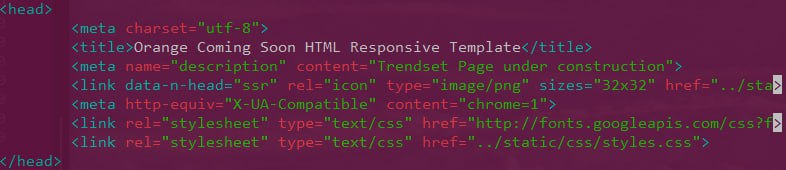 <head>
<meta charset="utf-8">
<title>Orange Coming Soon HTML Responsive Template</title>
<meta name="description" content="Trendset Page under construction">
<link data-n-head="ssr" rel="icon" type="image/png" sizes="32x32" href="../sta>
<meta http-equiv="X-UA-Compatible" content="chrome=1">
<link rel="stylesheet" type="text/css" href="http://fonts.googleapis.com/css?f>
<link rel="stylesheet" type="text/css" href="../static/css/styles.css">
</head>